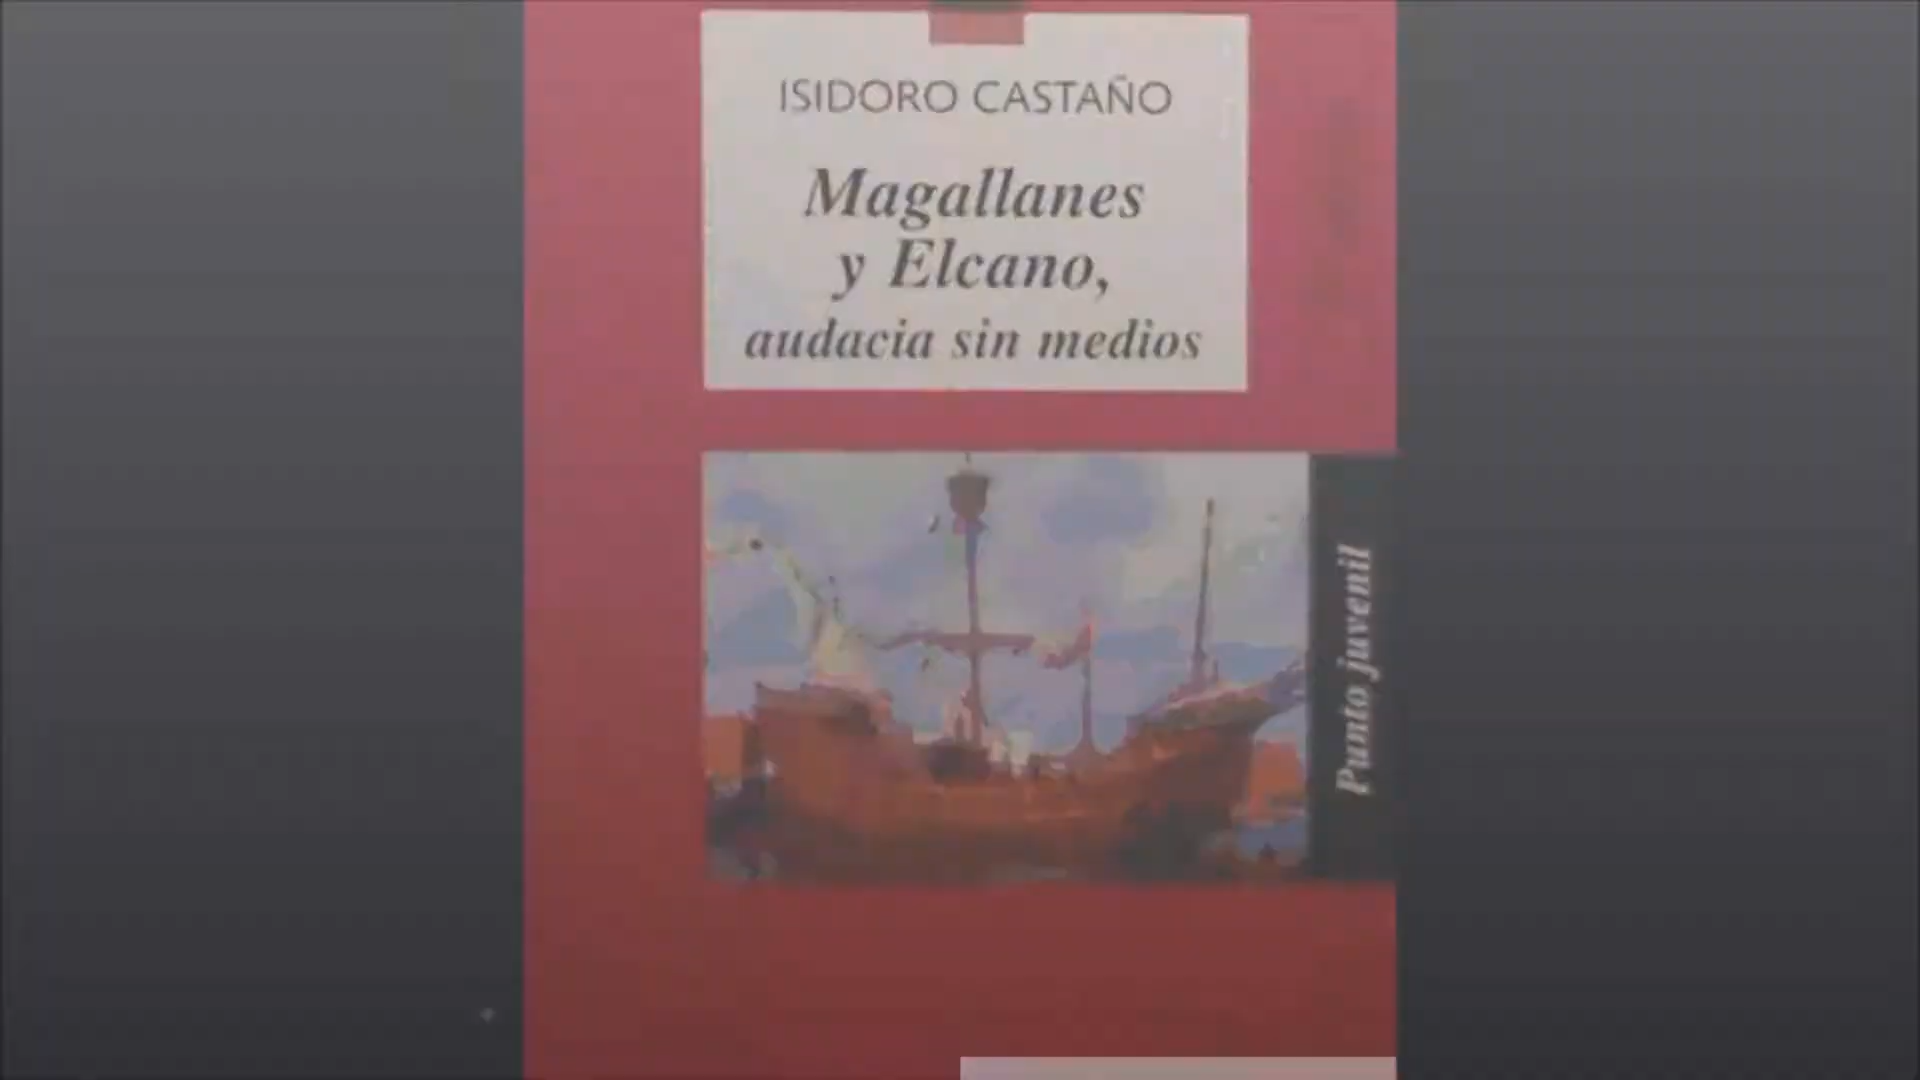 ISIDORO CASTAÑO
Magallanes
y Elcano,
audacia sin medios
Punto juvenil